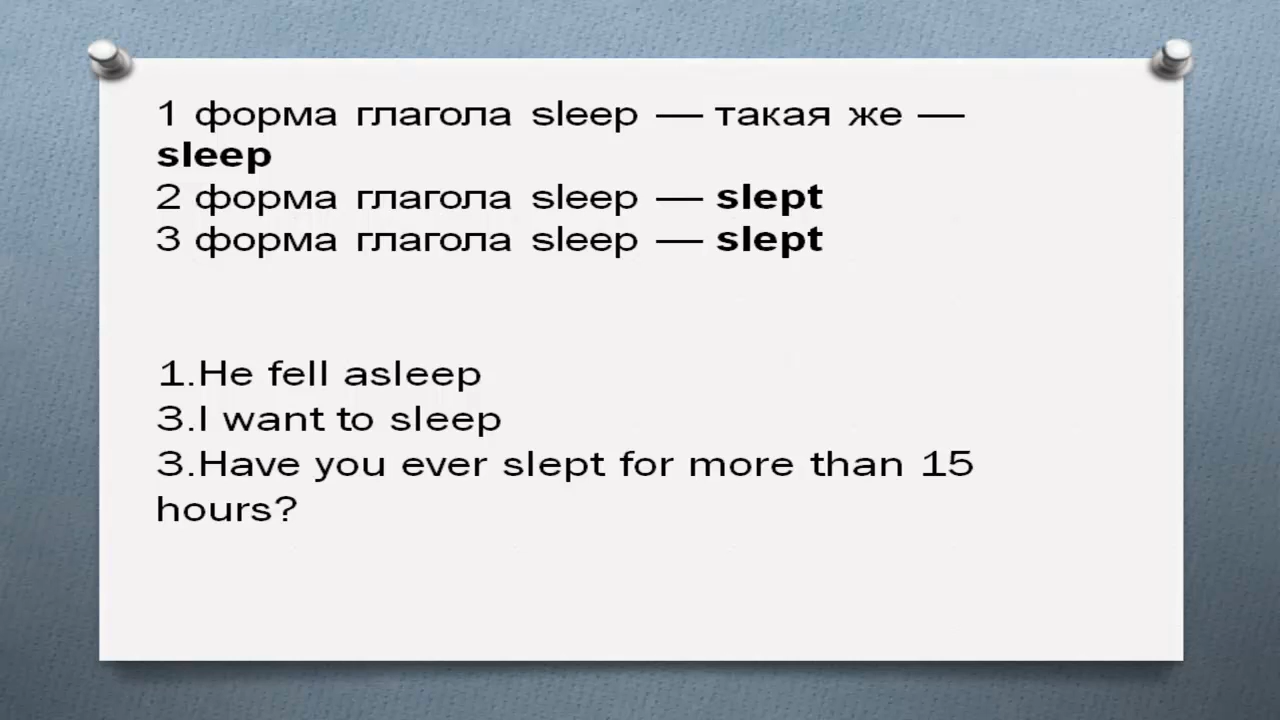 1 форма глагола sleep — такая же —
sleep
2 форма глагола sleep — slept
3 форма глагола sleep — slept
1.He fell asleep
3.I want to sleep
3.Have you ever slept for more than 15
hours?